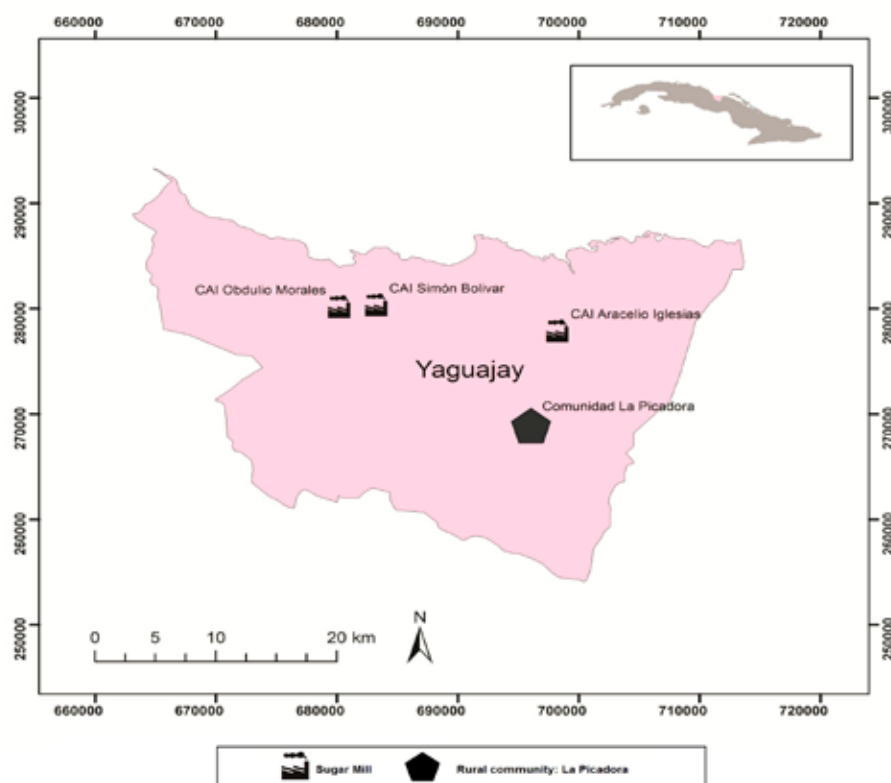 660000 670000 680000 690000 700000 710000 720000
300000 300000
290000 290000
CAI Obdulio Morales CAI Simón Bolívar
280000 CAI Aracelio Iglesias 280000
Yaguajay
270000 Comunidad La Picadora 270000
260000 260000
N
0 5 10 20 km
250000 250000
660000 670000 680000 690000 700000 710000 720000
Sugar Mill Rural community: La Picadora